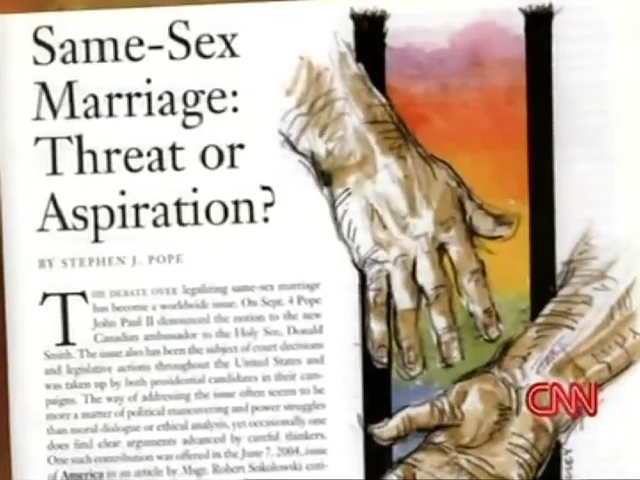 Same-Sex
Marriage:
Threat or
Aspiration?
BY STEPHEN J. POPE
THE DEBATE OVER legalizing same-sex marriage
has become a worldwide issue. On Sept. 4 Pope
John Paul II denounced the notion to the new
Canadian ambassador to the Holy See, Donald
Smith. The issue also has been the subject of court decisions
and legislative actions throughout the United States and
was taken up by both presidential candidates in their cam-
paigns. The way of addressing the issue often seems to be
more a matter of political maneuvering and power struggles
than moral dialogue or ethical analysis, yet occasionally one
does find clear arguments advanced by careful thinkers.
One such contribution was offered in the June 7, 2004, issue
of America in an article by Msgr. Robert Sokolowski
CNN